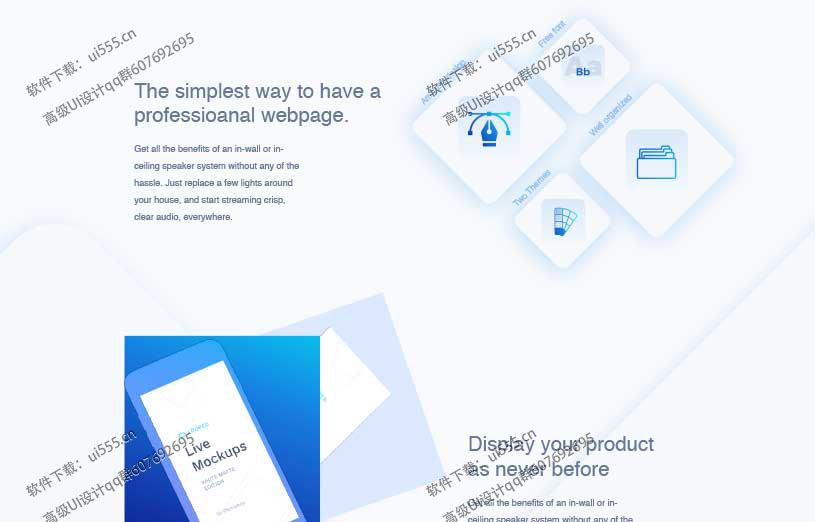 软件下载：ui555.cn
高级UI设计qq群607692695
软件下载：ui555.cn
高级UI设计qq群607692695
Free font
Aa
Bb
The simplest way to have a
professioanal webpage.
Well organized
Get all the benefits of an in-wall or in-
ceiling speaker system without any of the
hassle. Just replace a few lights around
your house, and start streaming crisp,
clear audio, everywhere.
Two Themes
Live
Mockups
WHITE MATTE
EDITION
软件下载：ui555.cn
高级UI设计qq群607692695
软件下载：ui555.cn
高级UI设计qq群607692695
Display your product
as never before
Get all the benefits of an in-wall or in-
ceiling speaker system without any of the